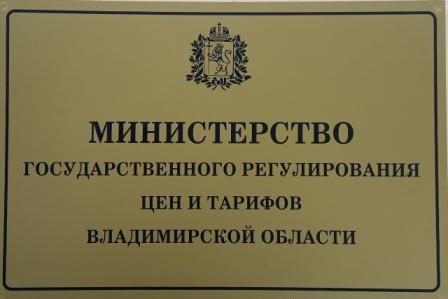 МИНИСТЕРСТВО
ГОСУДАРСТВЕННОГО РЕГУЛИРОВАНИЯ
ЦЕН И ТАРИФОВ
ВЛАДИМИРСКОЙ ОБЛАСТИ